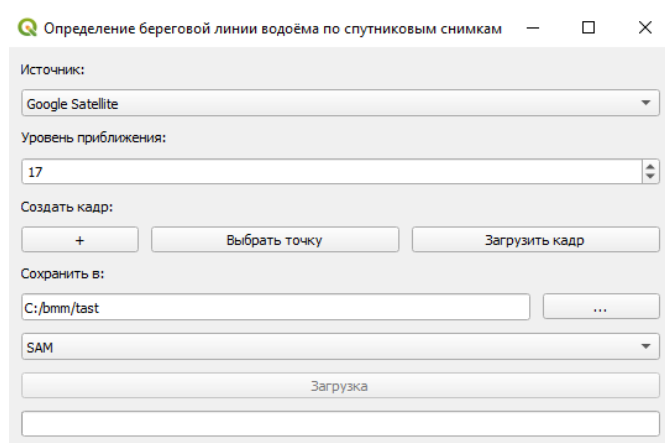 Определение береговой линии водоёма по спутниковым снимкам
Источник:
Google Satellite
Уровень приближения:
17
Создать кадр:
+ Выбрать точку Загрузить кадр
Сохранить в:
C:/bmm/tast ...
SAM
Загрузка